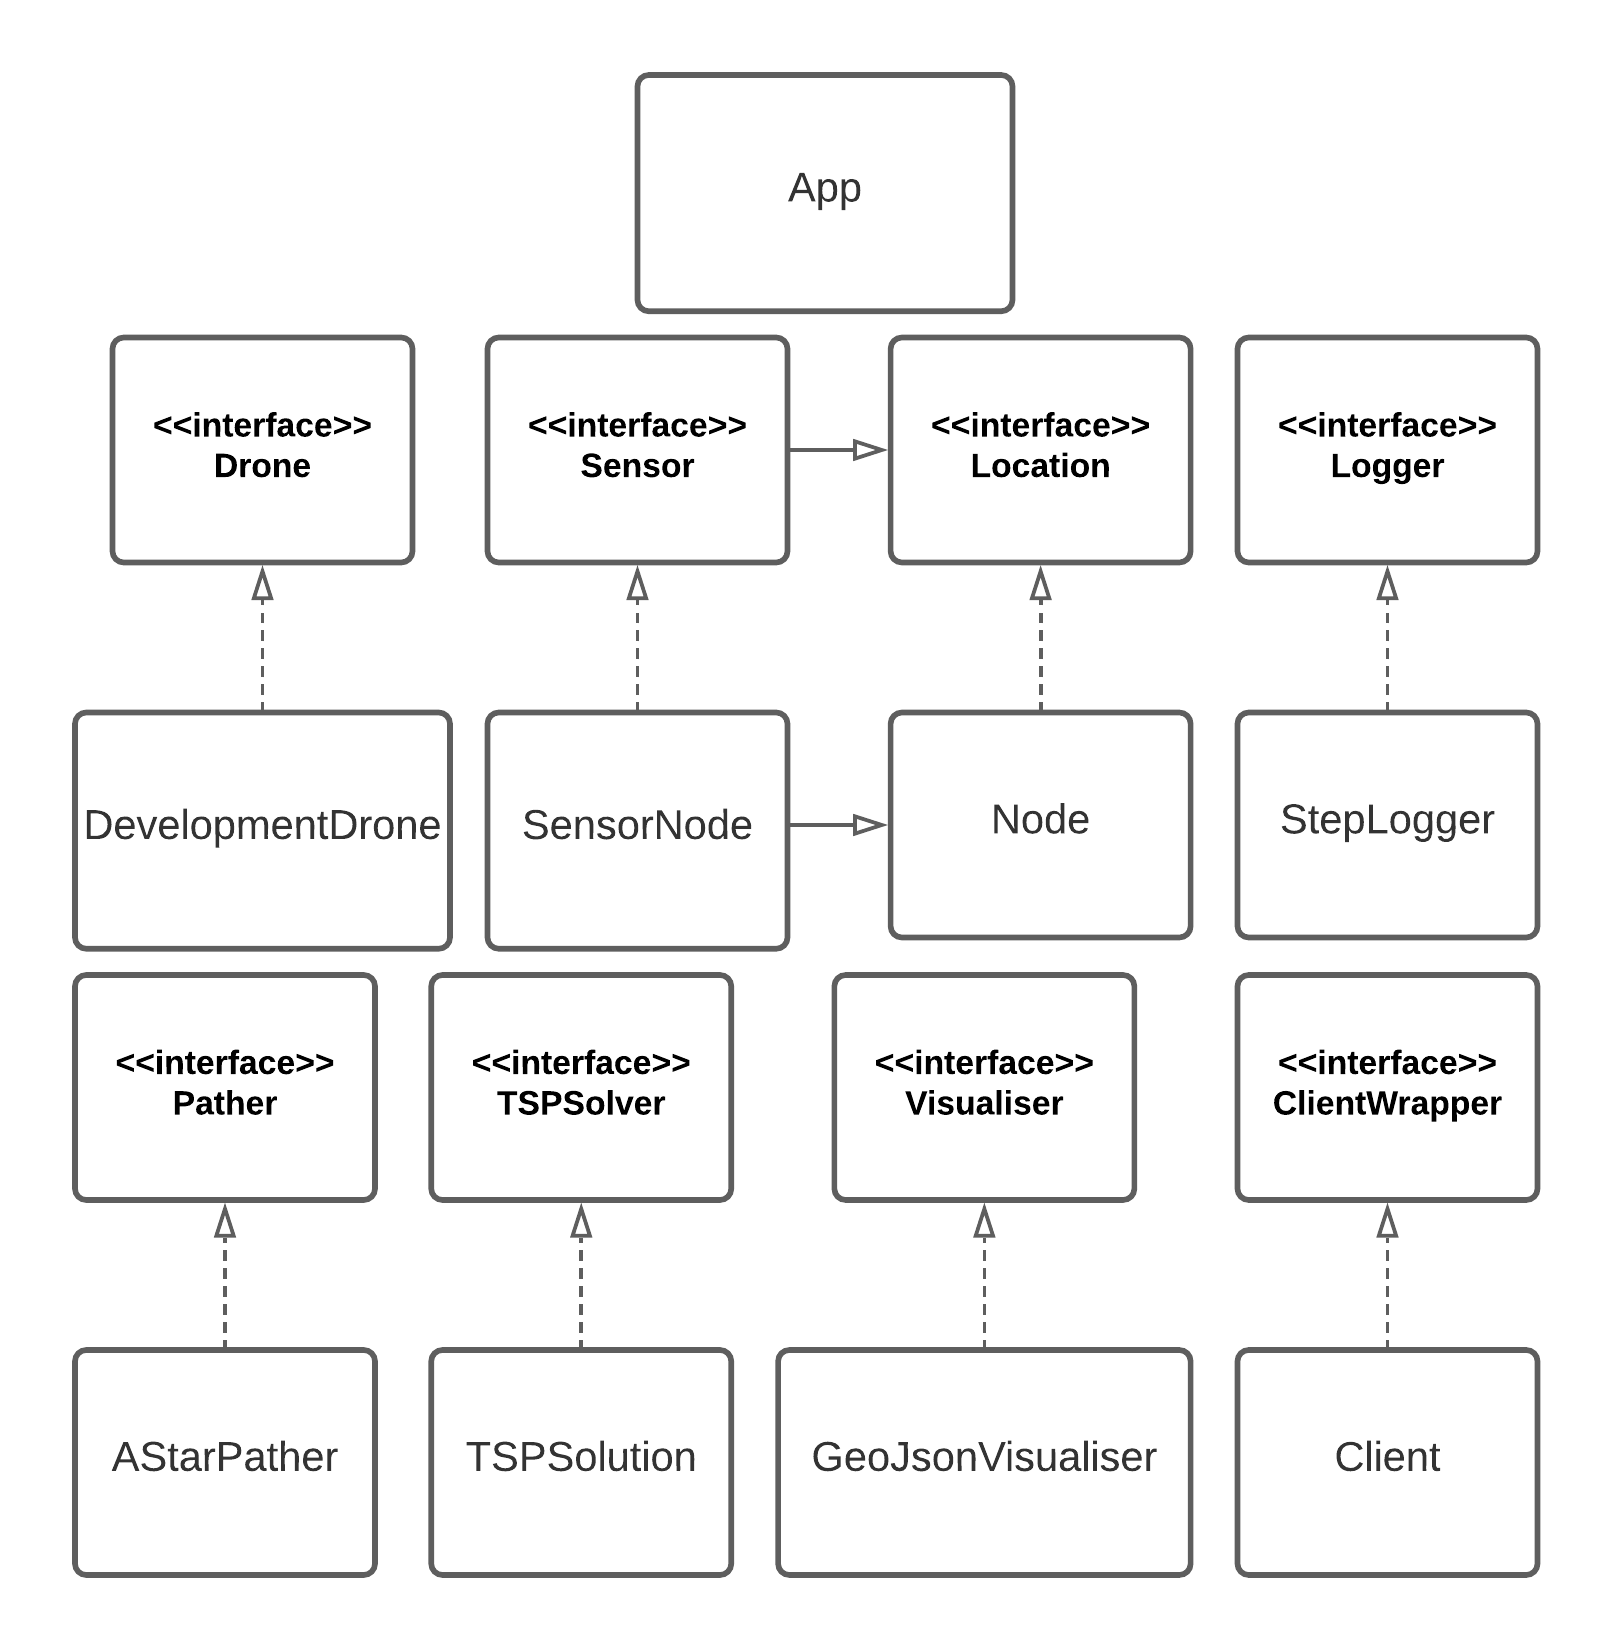 App
<<interface>>
Drone
<<interface>>
Sensor
<<interface>>
Location
<<interface>>
Logger
DevelopmentDrone
SensorNode
Node
StepLogger
<<interface>>
Pather
<<interface>>
TSPSolver
<<interface>>
Visualiser
<<interface>>
ClientWrapper
AStarPather
TSPSolution
GeoJsonVisualiser
Client